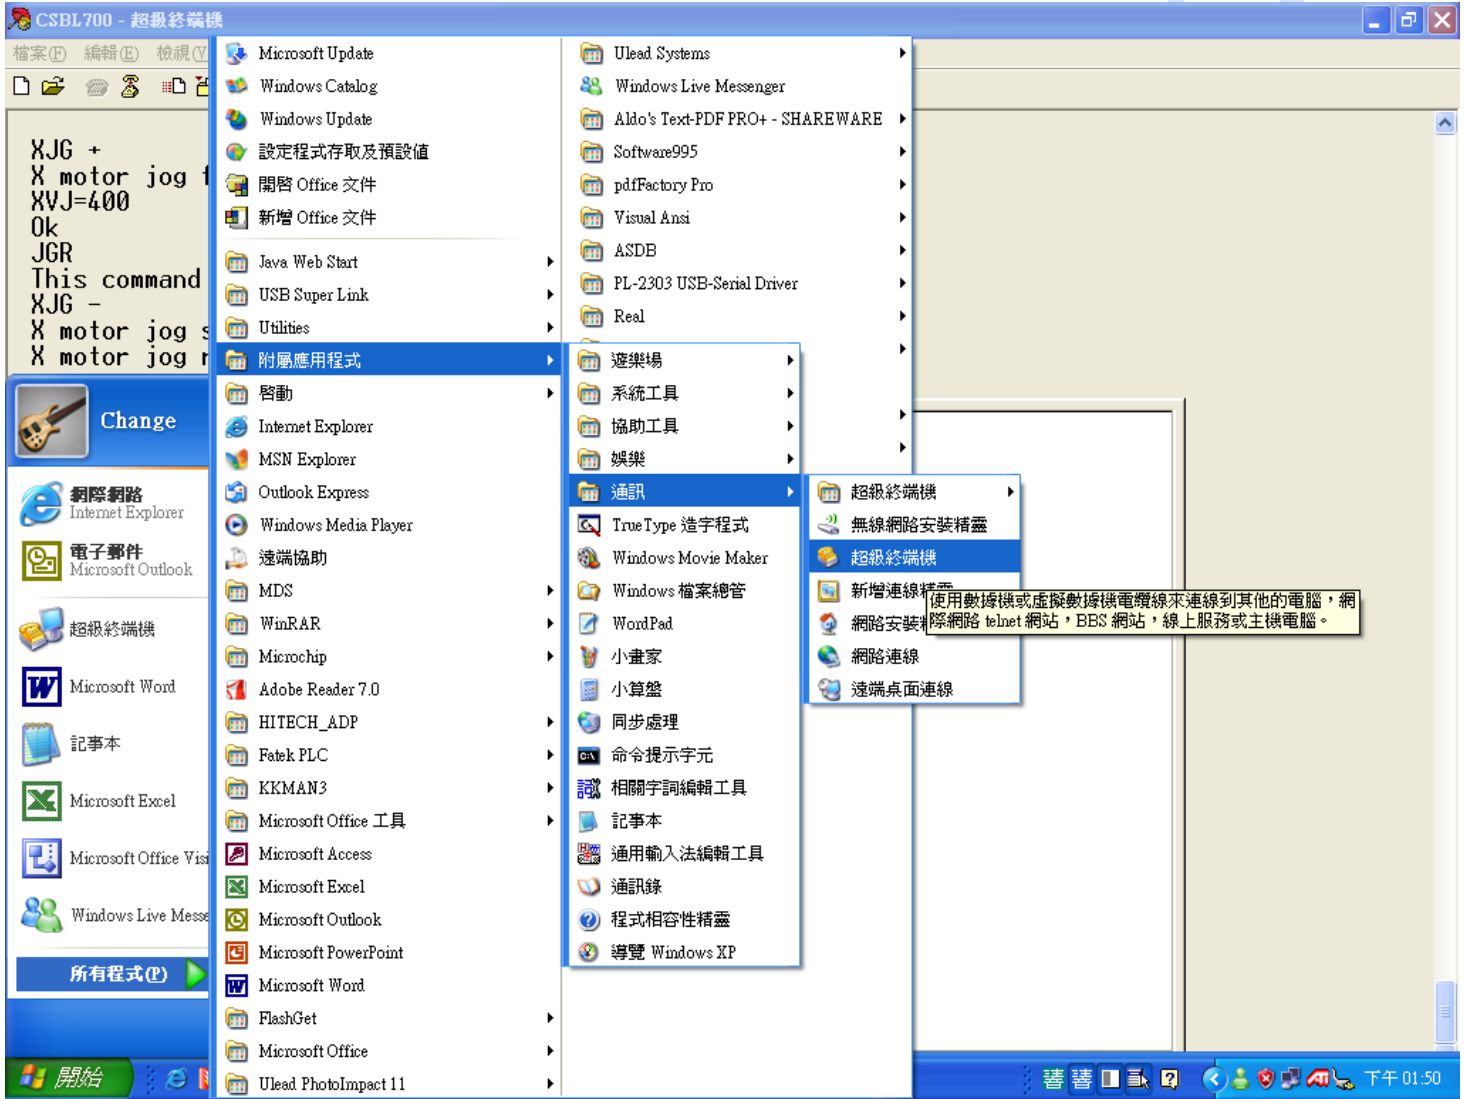 CSBL700 - 超級終端機
檔案(F) 編輯(E) 檢視(V
XJG +
X motor jog f
XVJ=400
Ok
JGR
This command
XJG -
X motor jog s
X motor jog r
Change
網際網路
Internet Explorer
電子郵件
Microsoft Outlook
超級終端機
Microsoft Word
記事本
Microsoft Excel
Microsoft Office Visi
Windows Live Messe
所有程式(P)
Microsoft Update
Windows Catalog
Windows Update
設定程式存取及預設值
開啓 Office 文件
新增 Office 文件
Java Web Start
USB Super Link
Utilities
附屬應用程式
啓動
Internet Explorer
MSN Explorer
Outlook Express
Windows Media Player
遠端協助
MDS
WinRAR
Microchip
Adobe Reader 7.0
HITECH_ADP
Fatek PLC
KKMAN3
Microsoft Office 工具
Microsoft Access
Microsoft Excel
Microsoft Outlook
Microsoft PowerPoint
Microsoft Word
FlashGet
Microsoft Office
Ulead PhotoImpact 11
Ulead Systems
Windows Live Messenger
Aldo's Text-PDF PRO+ - SHAREWARE
Software995
pdfFactory Pro
Visual Ansi
ASDB
PL-2303 USB-Serial Driver
Real
遊樂場
系統工具
協助工具
娛樂
通訊
TrueType 造字程式
Windows Movie Maker
Windows 檔案總管
WordPad
小畫家
小算盤
同步處理
命令提示字元
相關字詞編輯工具
記事本
通用輸入法編輯工具
通訊錄
程式相容性精靈
導覽 Windows XP
超級終端機
無線網路安裝精靈
超級終端機
新增連線精靈
網路安裝精
網路連線
遠端桌面連線
使用數據機或虛擬數據機電纜線來連線到其他的電腦，網
際網路 telnet 網站，BBS 網站，線上服務或主機電腦。
開始
下午 01:50